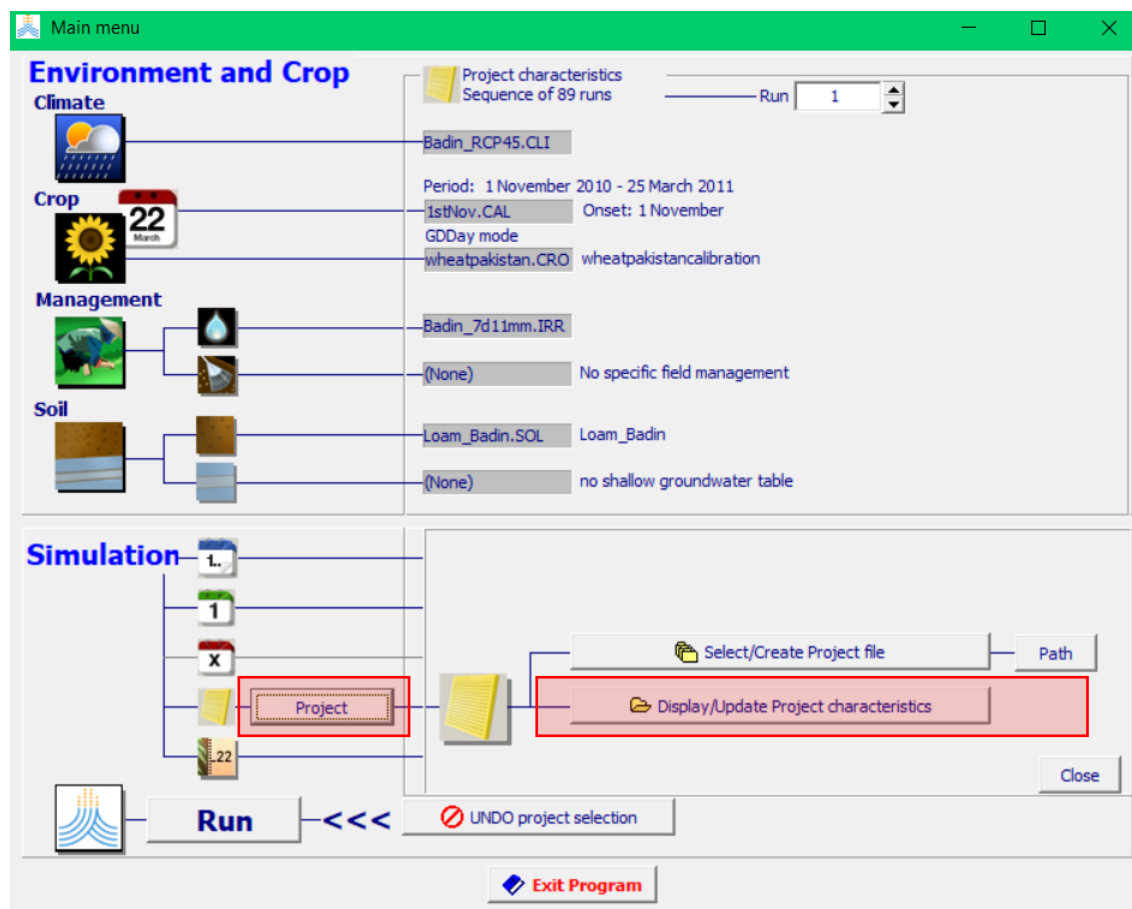 Main menu
Environment and Crop
Project characteristics
Sequence of 89 runs
Run 1
Climate
Badin_RCP45.CLI
Period: 1 November 2010 - 25 March 2011
Crop
22
March
1stNov.CAL Onset: 1 November
GDDay mode
wheatpakistan.CRO wheatpakistancalibration
Management
Badin_7d11mm.IRR
(None) No specific field management
Soil
Loam_Badin.SOL Loam_Badin
(None) no shallow groundwater table
Simulation
1..
1
X
Select/Create Project file Path
Project Display/Update Project characteristics
..22
Close
Run <<< UNDO project selection
Exit Program